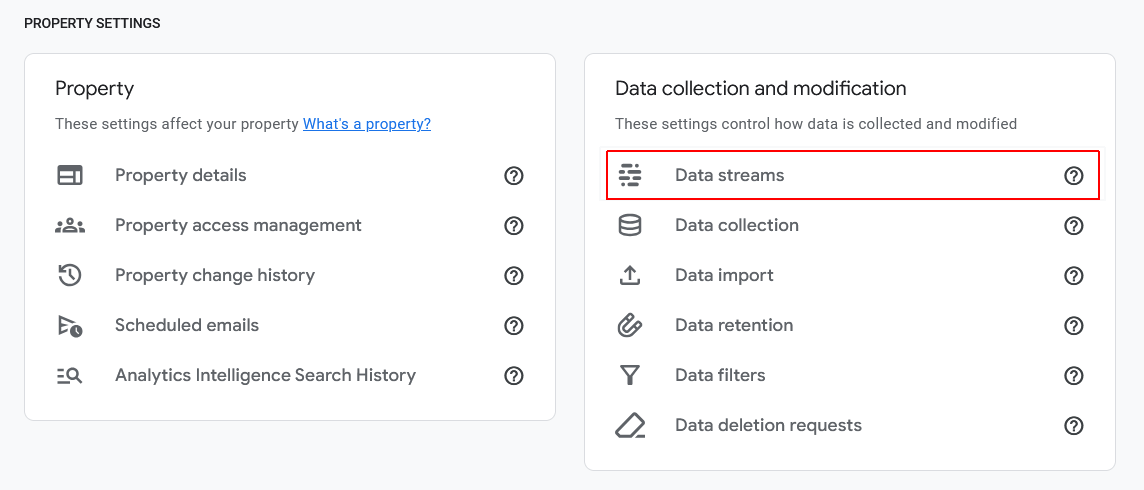 PROPERTY SETTINGS
Property
These settings affect your property What's a property?
Property details
Property access management
Property change history
Scheduled emails
Analytics Intelligence Search History
Data collection and modification
These settings control how data is collected and modified
Data streams
Data collection
Data import
Data retention
Data filters
Data deletion requests